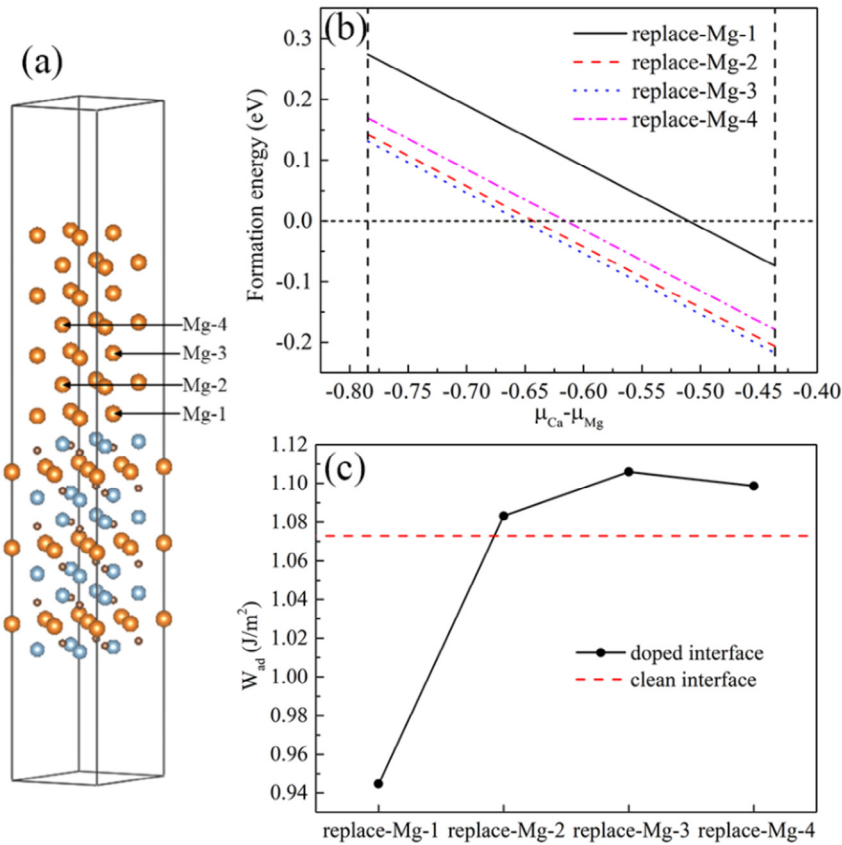 (a)
Mg-4
Mg-3
Mg-2
Mg-1
(b)
replace-Mg-1
replace-Mg-2
replace-Mg-3
replace-Mg-4
0.3
0.2
0.1
0.0
-0.1
-0.2
Formation energy (eV)
-0.80 -0.75 -0.70 -0.65 -0.60 -0.55 -0.50 -0.45 -0.40
μCa-μMg
(c)
1.12
1.10
1.08
1.06
1.04
1.02
1.00
0.98
0.96
0.94
Wad (J/m²)
doped interface
clean interface
replace-Mg-1 replace-Mg-2 replace-Mg-3 replace-Mg-4